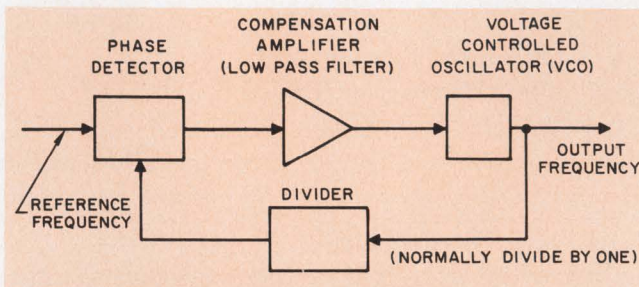 PHASE
DETECTOR
COMPENSATION
AMPLIFIER
(LOW PASS FILTER)
VOLTAGE
CONTROLLED
OSCILLATOR (VCO)
REFERENCE
FREQUENCY
OUTPUT
FREQUENCY
DIVIDER
(NORMALLY DIVIDE BY ONE)